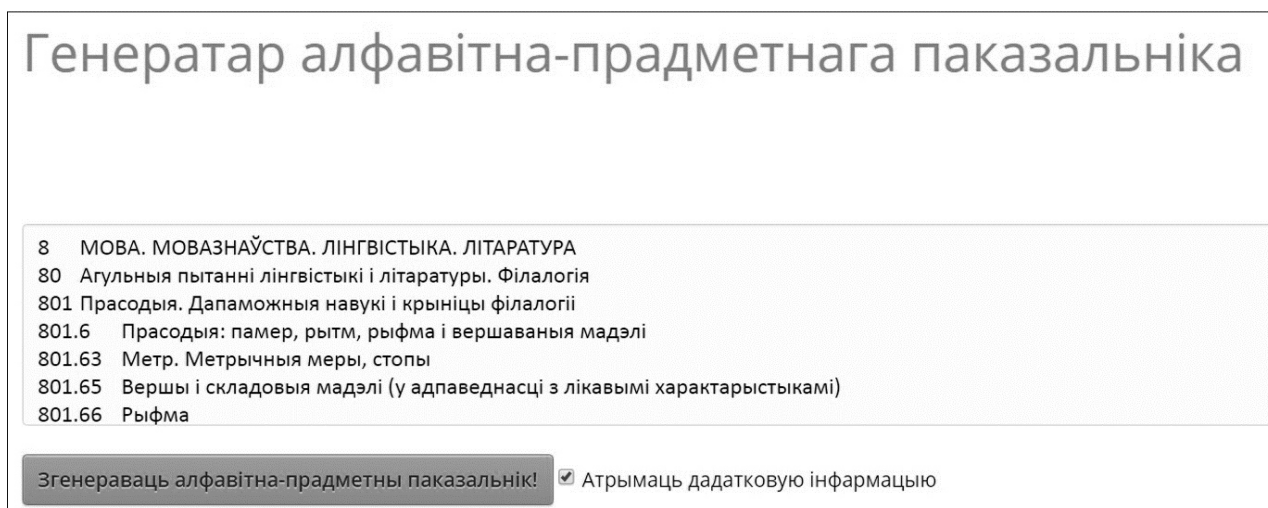 Генератар алфавітна-прадметнага паказальніка
8 МОВА. МОВАЗНАЎСТВА. ЛІНГВІСТЫКА. ЛІТАРАТУРА
80 Агульныя пытанні лінгвістыкі і літаратуры. Філалогія
801 Прасодыя. Дапаможныя навукі і крыніцы філалогіі
801.6 Прасодыя: памер, рытм, рыфма і вершаваныя мадэлі
801.63 Метр. Метрычныя меры, стопы
801.65 Вершы і складовыя мадэлі (у адпаведнасці з лікавымі характарыстыкамі)
801.66 Рыфма
Згенераваць алфавітна-прадметны паказальнік! Атрымаць дадатковую інфармацыю